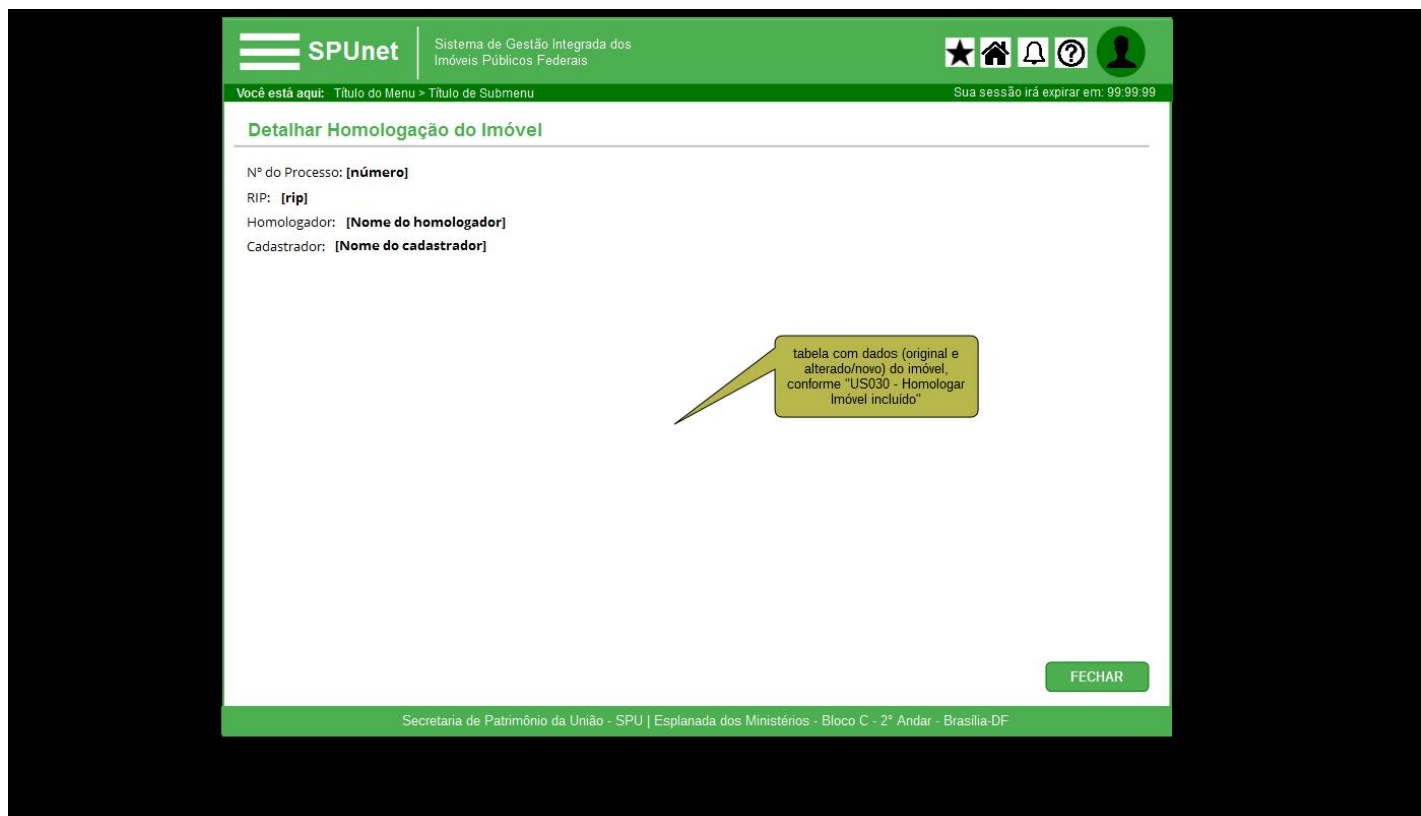 SPUnet
Sistema de Gestão Integrada dos
Imóveis Públicos Federais
Você está aqui: Título do Menu > Título de Submenu
Sua sessão irá expirar em: 99:99:99
Detalhar Homologação do Imóvel
Nº do Processo: [número]
RIP: [rip]
Homologador: [Nome do homologador]
Cadastrador: [Nome do cadastrador]
tabela com dados (original e
alterado/novo) do imóvel,
conforme "US030 - Homologar
Imóvel incluído"
FECHAR
Secretaria de Patrimônio da União - SPU | Esplanada dos Ministérios - Bloco C - 2° Andar - Brasília-DF